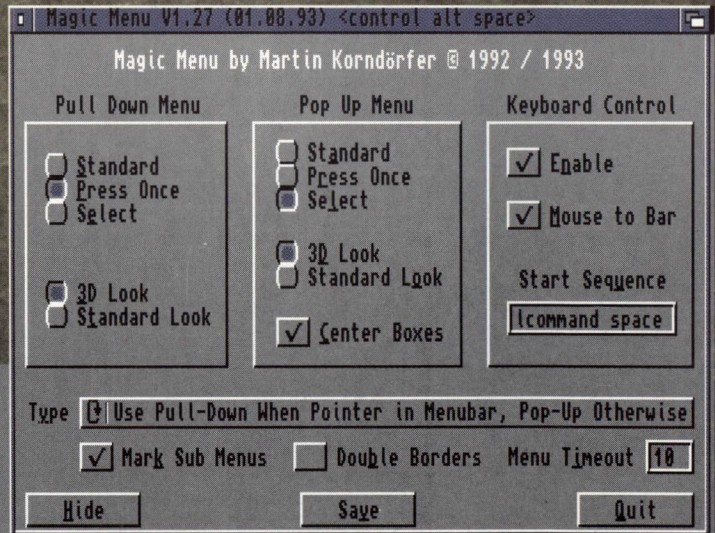 Magic Menu V1.27 (01.08.93) <control alt space>
Magic Menu by Martin Korndörfer © 1992 / 1993
Pull Down Menu
Standard
Press Once
Select
3D Look
Standard Look
Pop Up Menu
Standard
Press Once
Select
3D Look
Standard Look
Center Boxes
Keyboard Control
Enable
Mouse to Bar
Start Sequence
lcommand space
Type Use Pull-Down When Pointer in Menubar, Pop-Up Otherwise
Mark Sub Menus Double Borders Menu Timeout 10
Hide Save Quit